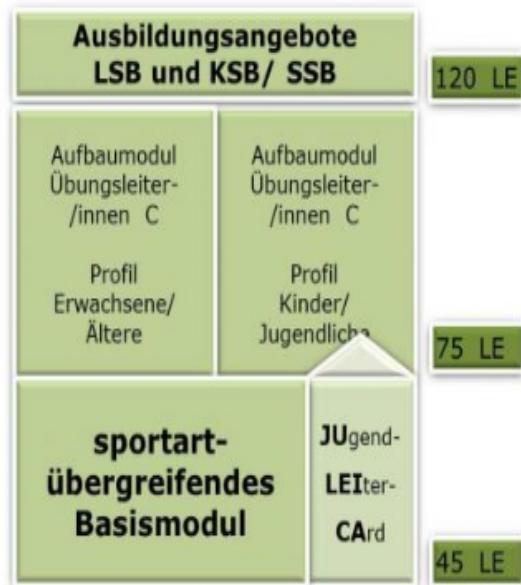 Ausbildungsangebote
LSB und KSB/ SSB
120 LE
Aufbaumodul
Übungsleiter-
/innen C
Profil
Erwachsene/
Ältere
Aufbaumodul
Übungsleiter-
/innen C
Profil
Kinder/
Jugendliche
75 LE
sportart-
übergreifendes
Basismodul
JUgend-
LEIter-
CArd
45 LE